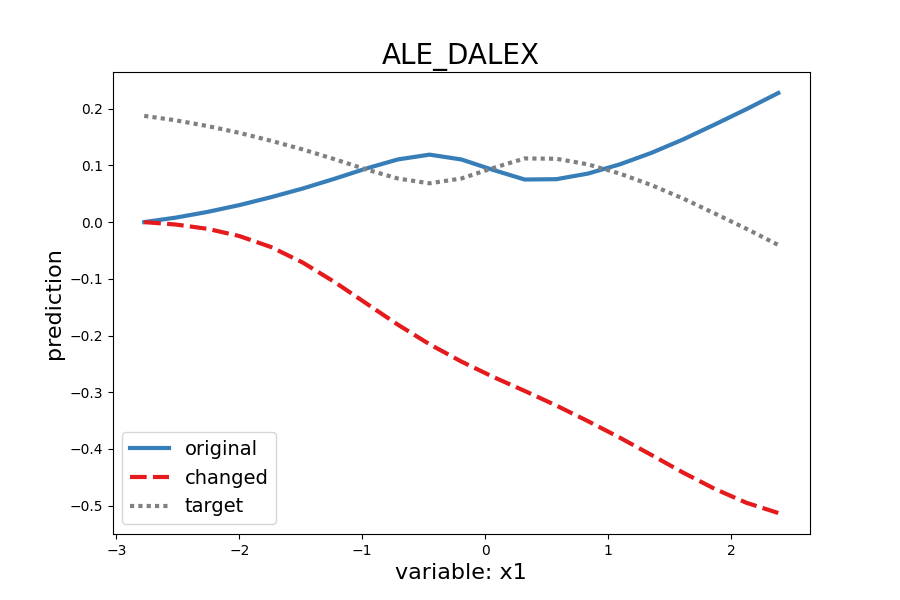 ALE_DALEX
prediction
0.2
0.1
0.0
−0.1
−0.2
−0.3
−0.4
−0.5
original
changed
target
−3
−2
−1
0
1
2
variable: x1